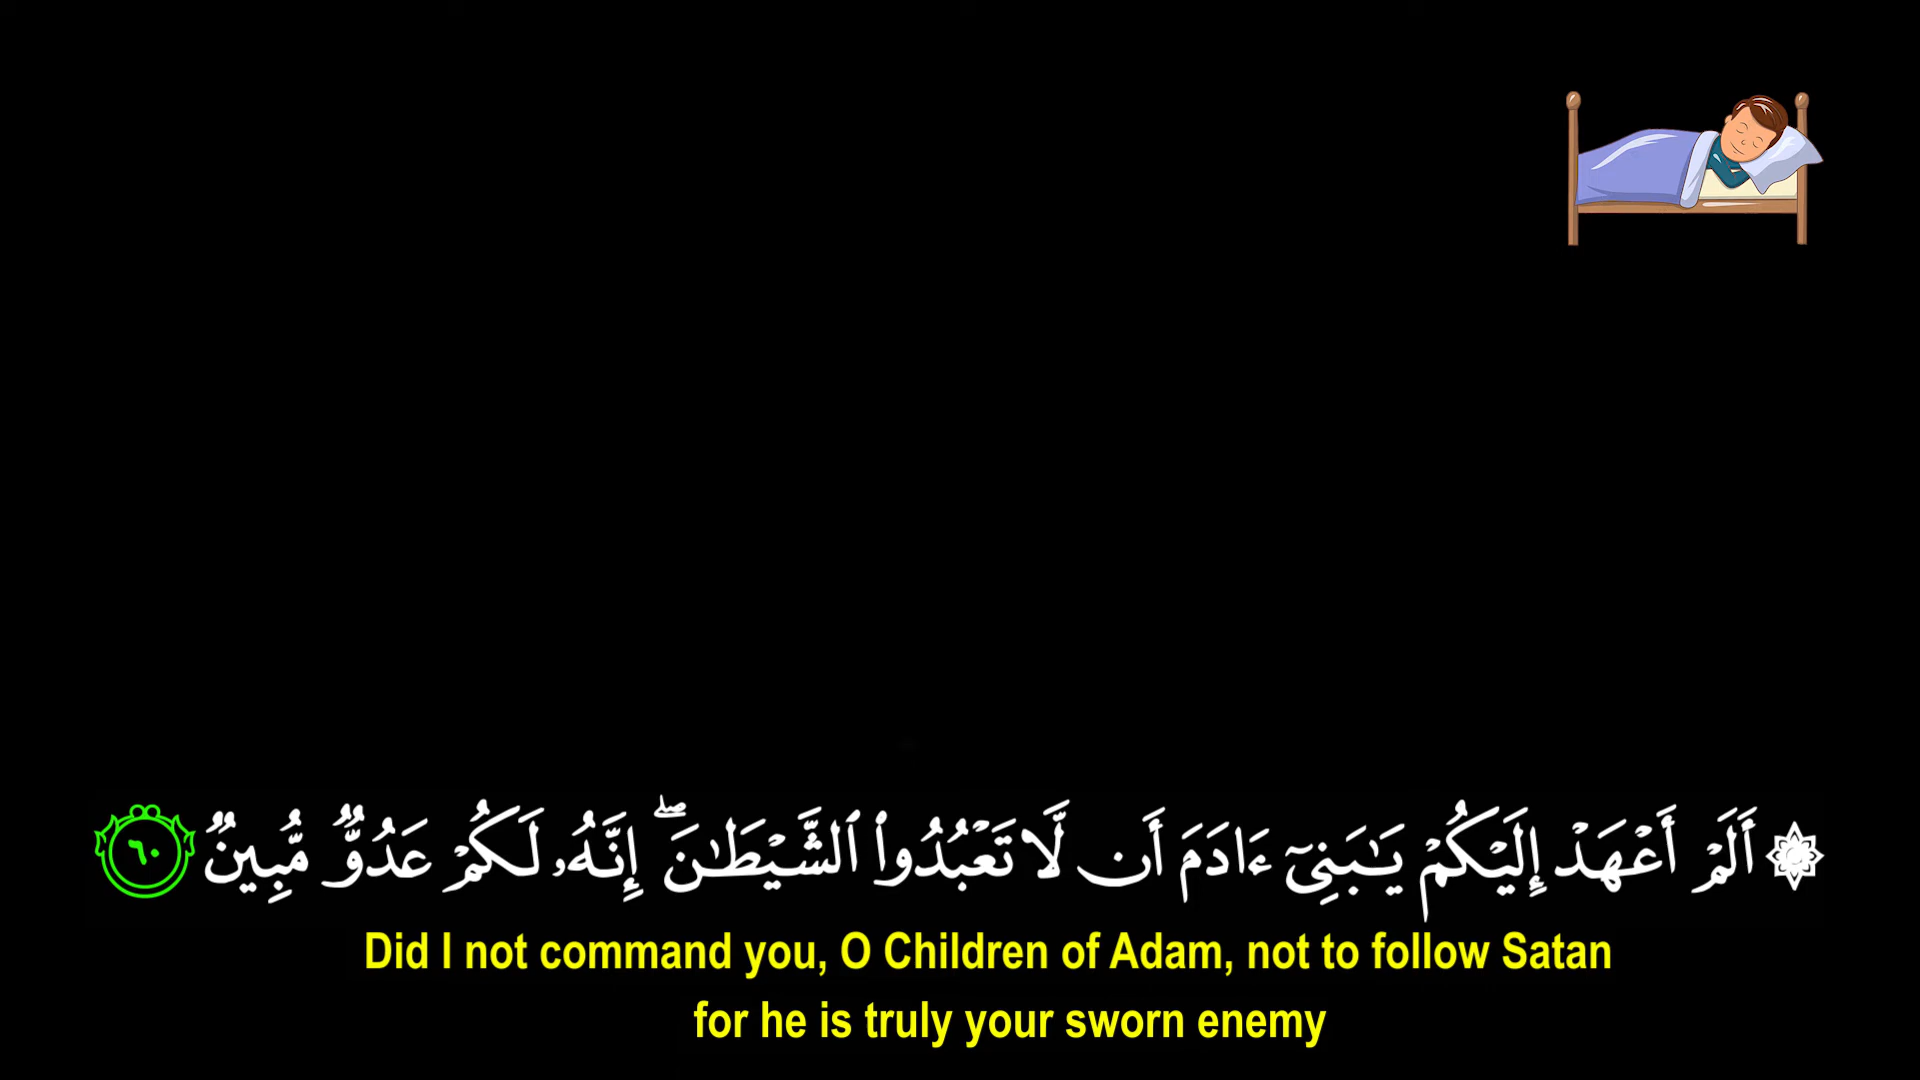 ۞ أَلَمْ أَعْهَدْ إِلَيْكُمْ يَـٰبَنِىٓ ءَادَمَ أَن لَّا تَعْبُدُوا۟ ٱلشَّيْطَـٰنَ ۖ إِنَّهُۥ لَكُمْ عَدُوٌّ مُّبِينٌ ٦٠
Did I not command you, O Children of Adam, not to follow Satan
for he is truly your sworn enemy